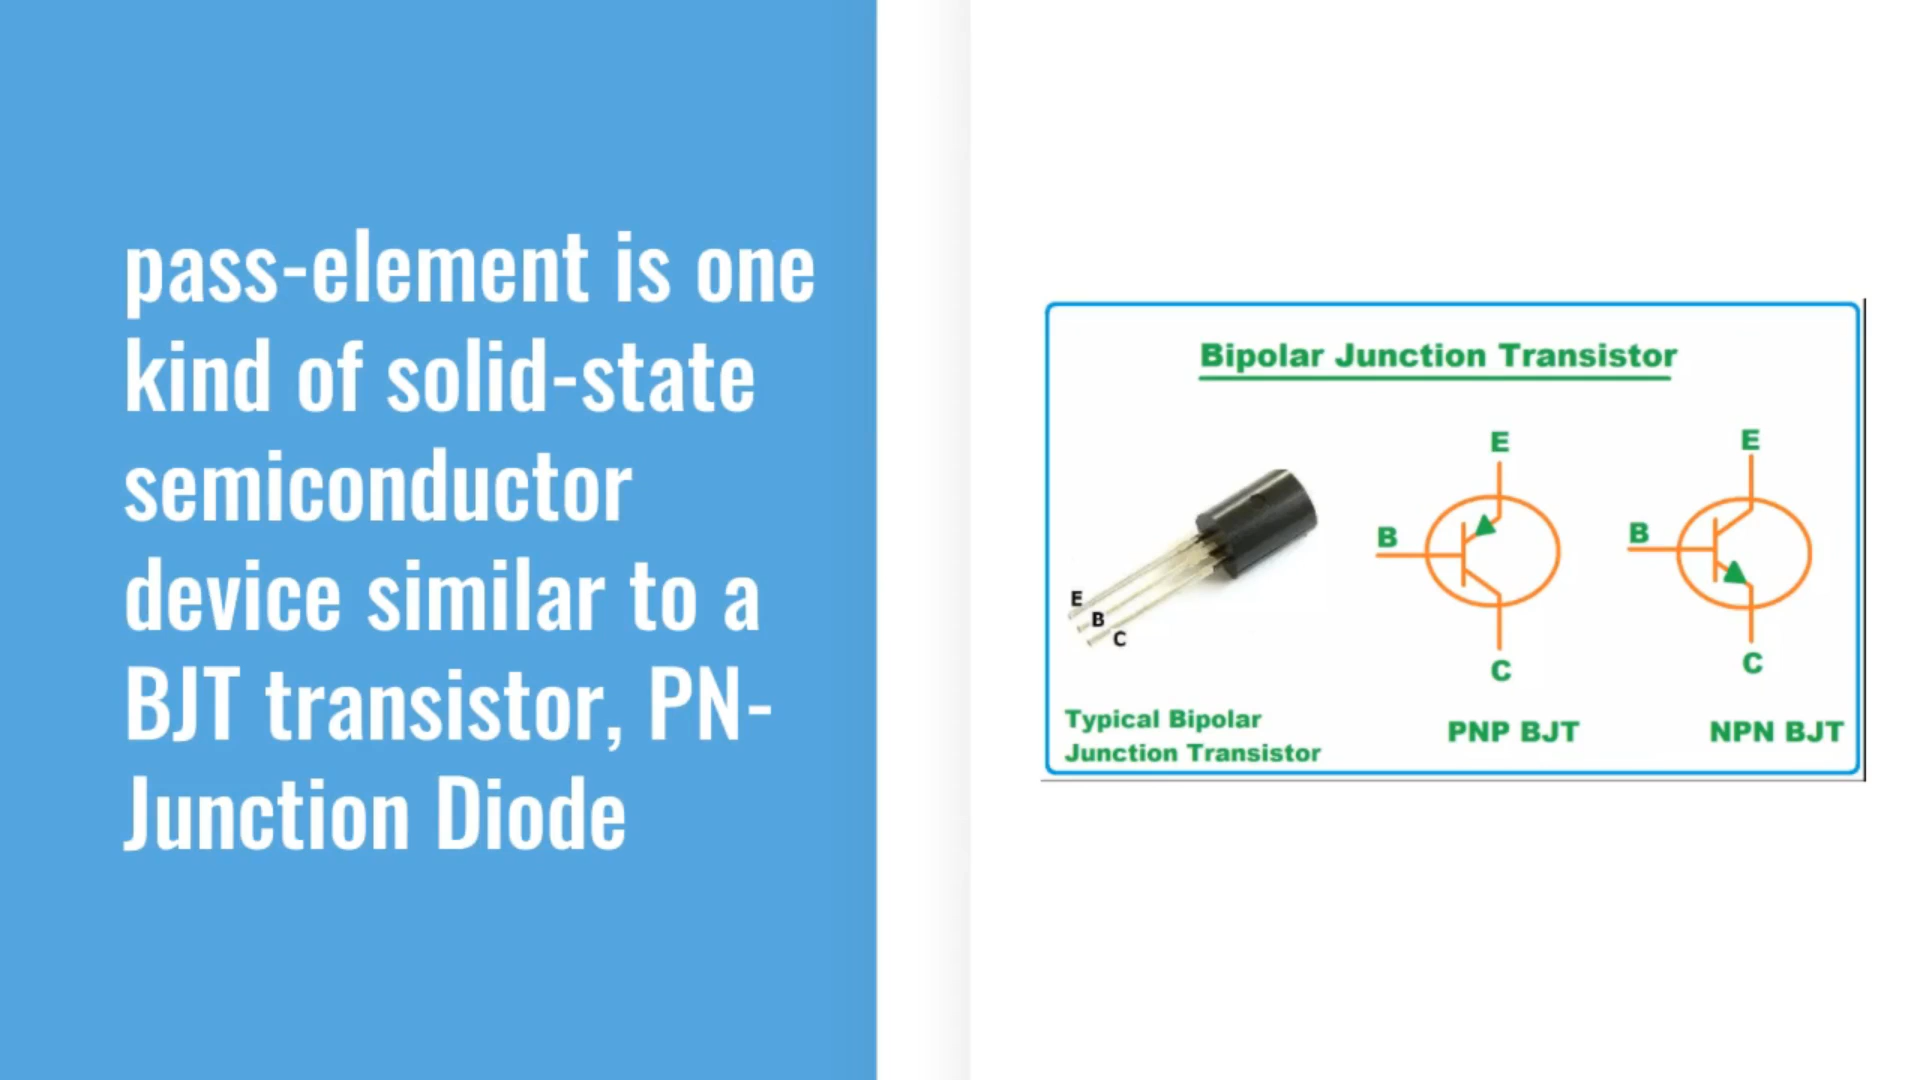 pass-element is one
kind of solid-state
semiconductor
device similar to a
BJT transistor, PN-
Junction Diode
Bipolar Junction Transistor
E
B
C
Typical Bipolar
Junction Transistor
E
B
C
PNP BJT
E
B
C
NPN BJT